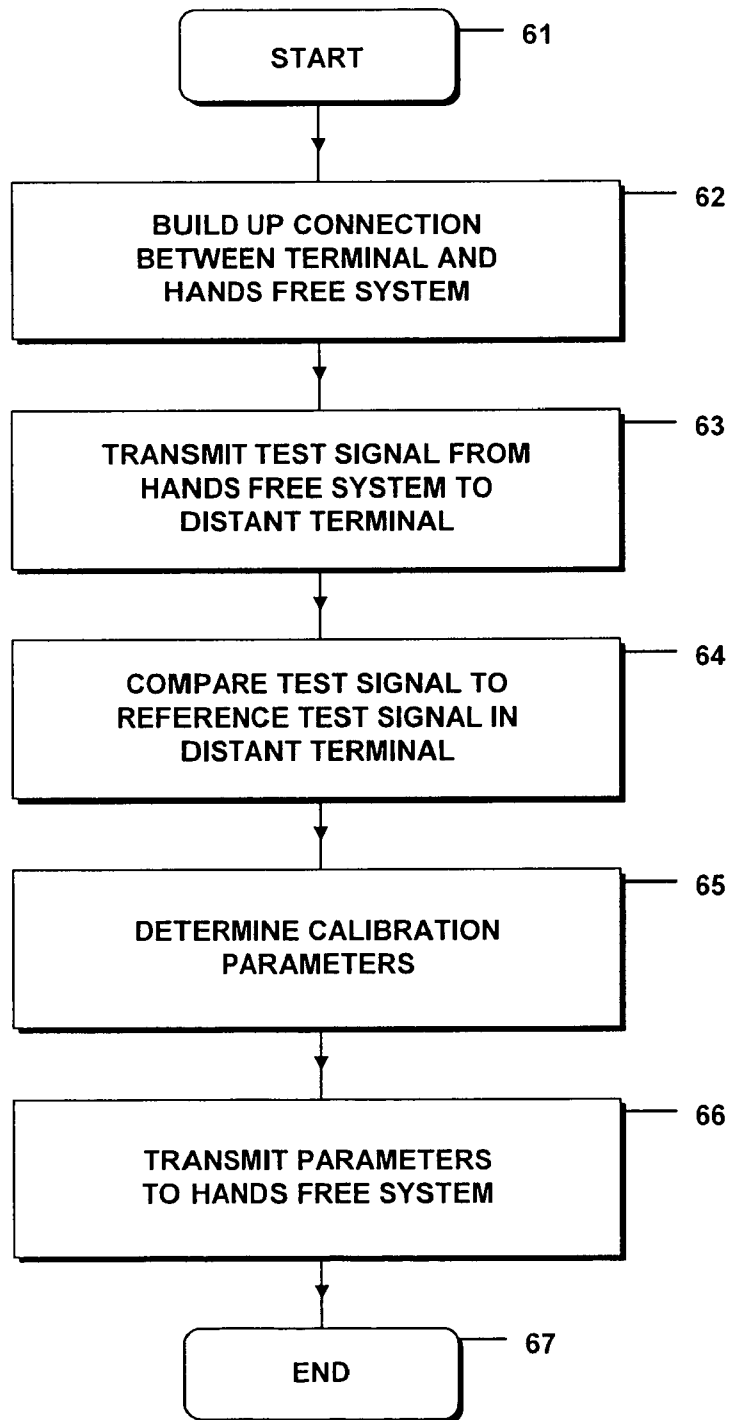 START
61
BUILD UP CONNECTION
BETWEEN TERMINAL AND
HANDS FREE SYSTEM
62
TRANSMIT TEST SIGNAL FROM
HANDS FREE SYSTEM TO
DISTANT TERMINAL
63
COMPARE TEST SIGNAL TO
REFERENCE TEST SIGNAL IN
DISTANT TERMINAL
64
DETERMINE CALIBRATION
PARAMETERS
65
TRANSMIT PARAMETERS
TO HANDS FREE SYSTEM
66
END
67